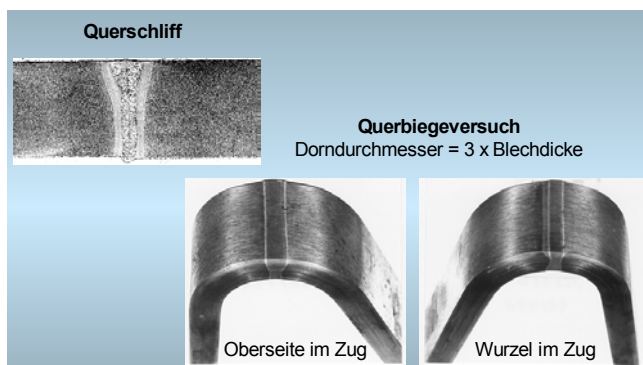 Querschliff
Querbiegeversuch
Dorndurchmesser = 3 x Blechdicke
Oberseite im Zug
Wurzel im Zug